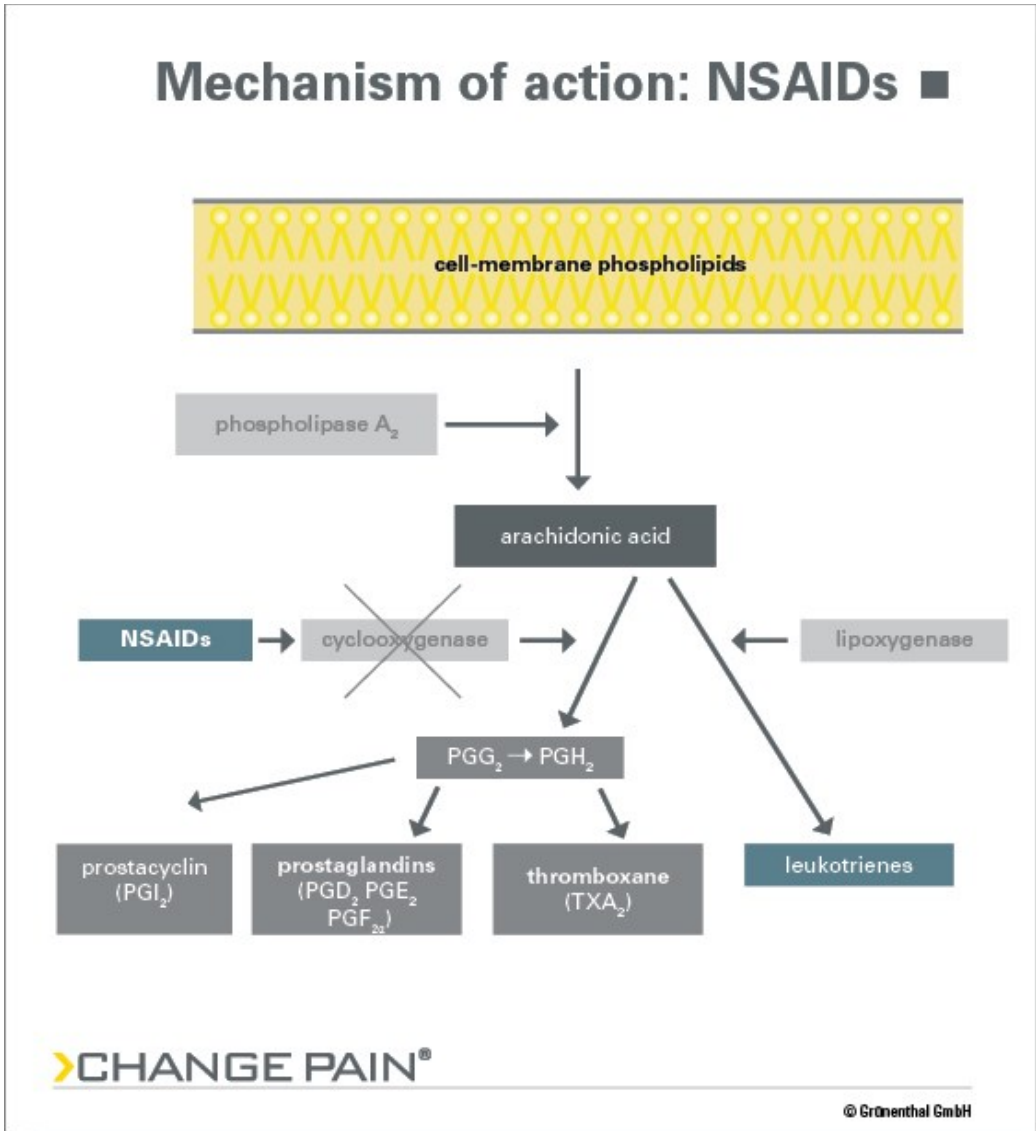 Mechanism of action: NSAIDs ■
cell-membrane phospholipids
phospholipase A₂
arachidonic acid
NSAIDs
cyclooxygenase
lipoxygenase
PGG₂ → PGH₂
prostacyclin
(PGI₂)
prostaglandins
(PGD₂ PGE₂
PGF₂α)
thromboxane
(TXA₂)
leukotrienes
CHANGE PAIN®
© Grünenthal GmbH